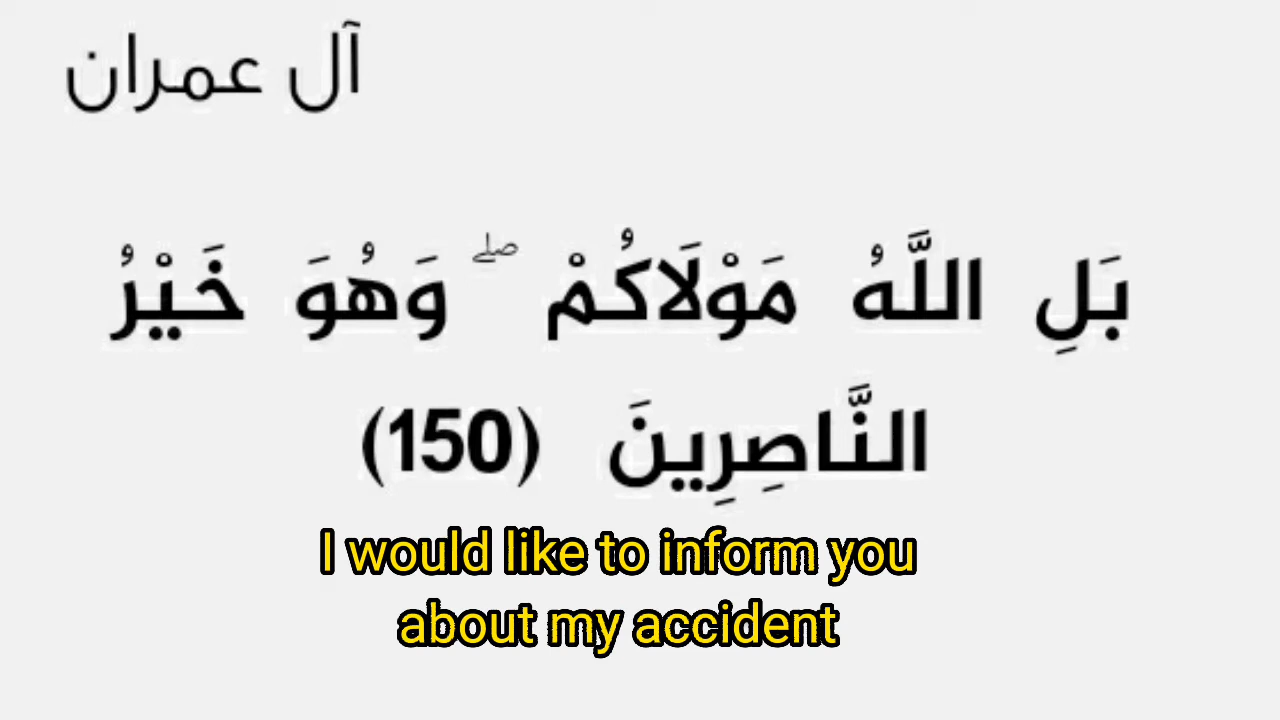 آل عمران
بَلِ اللَّهُ مَوْلَاكُمْ ۖ وَهُوَ خَيْرُ
النَّاصِرِينَ (150)
I would like to inform you
about my accident